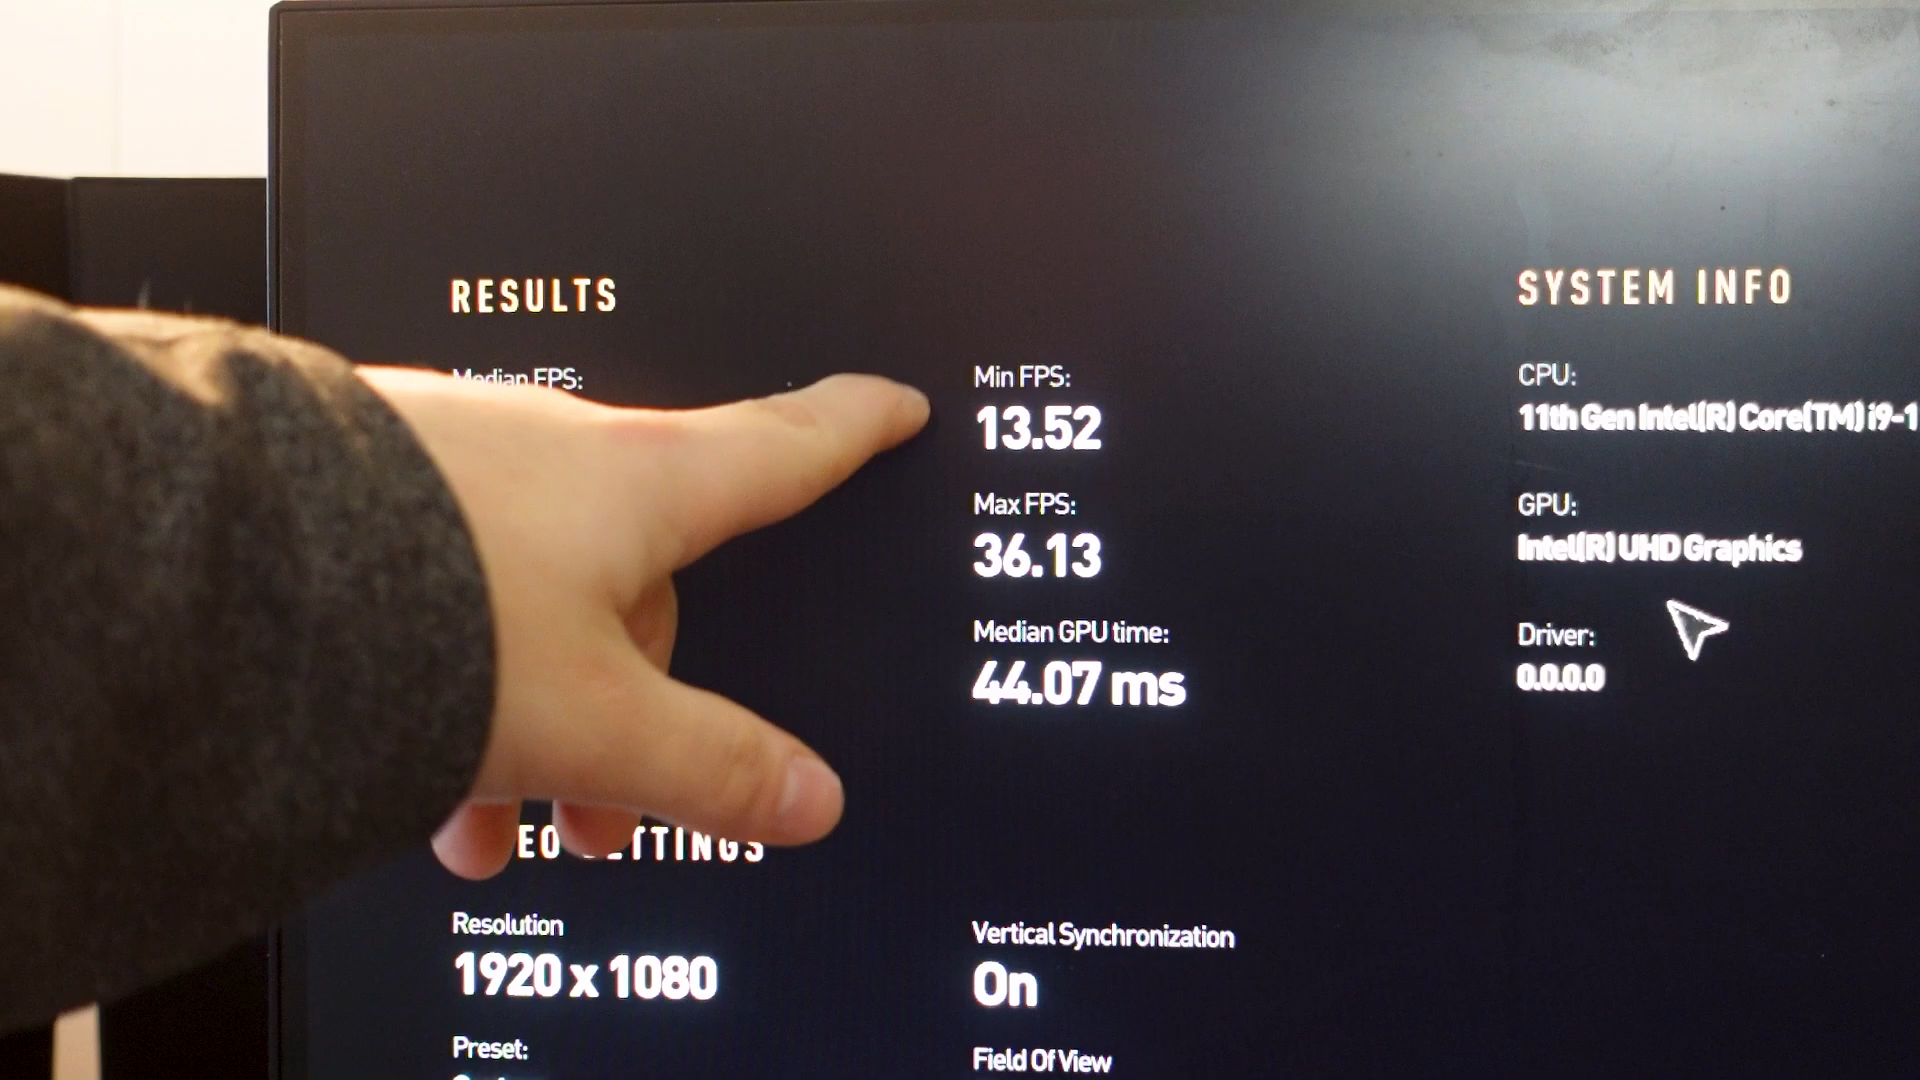 RESULTS
Median FPS:
Min FPS:
13.52
Max FPS:
36.13
Median GPU time:
44.07 ms
SYSTEM INFO
CPU:
11th Gen Intel(R) Core(TM) i9-1
GPU:
Intel(R) UHD Graphics
Driver:
0.0.0.0
Resolution
1920 x 1080
Preset:
Vertical Synchronization
On
Field Of View